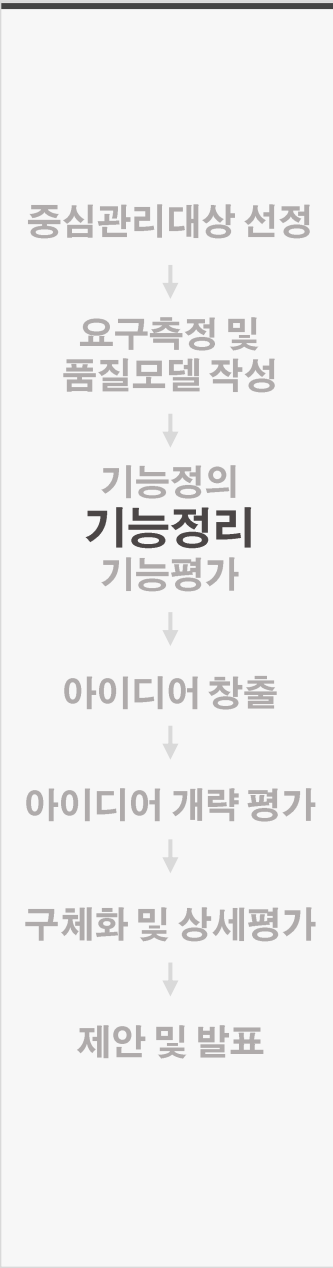 중심관리대상 선정
요구측정 및
품질모델 작성
기능정의
기능정리
기능평가
아이디어 창출
아이디어 개략 평가
구체화 및 상세평가
제안 및 발표